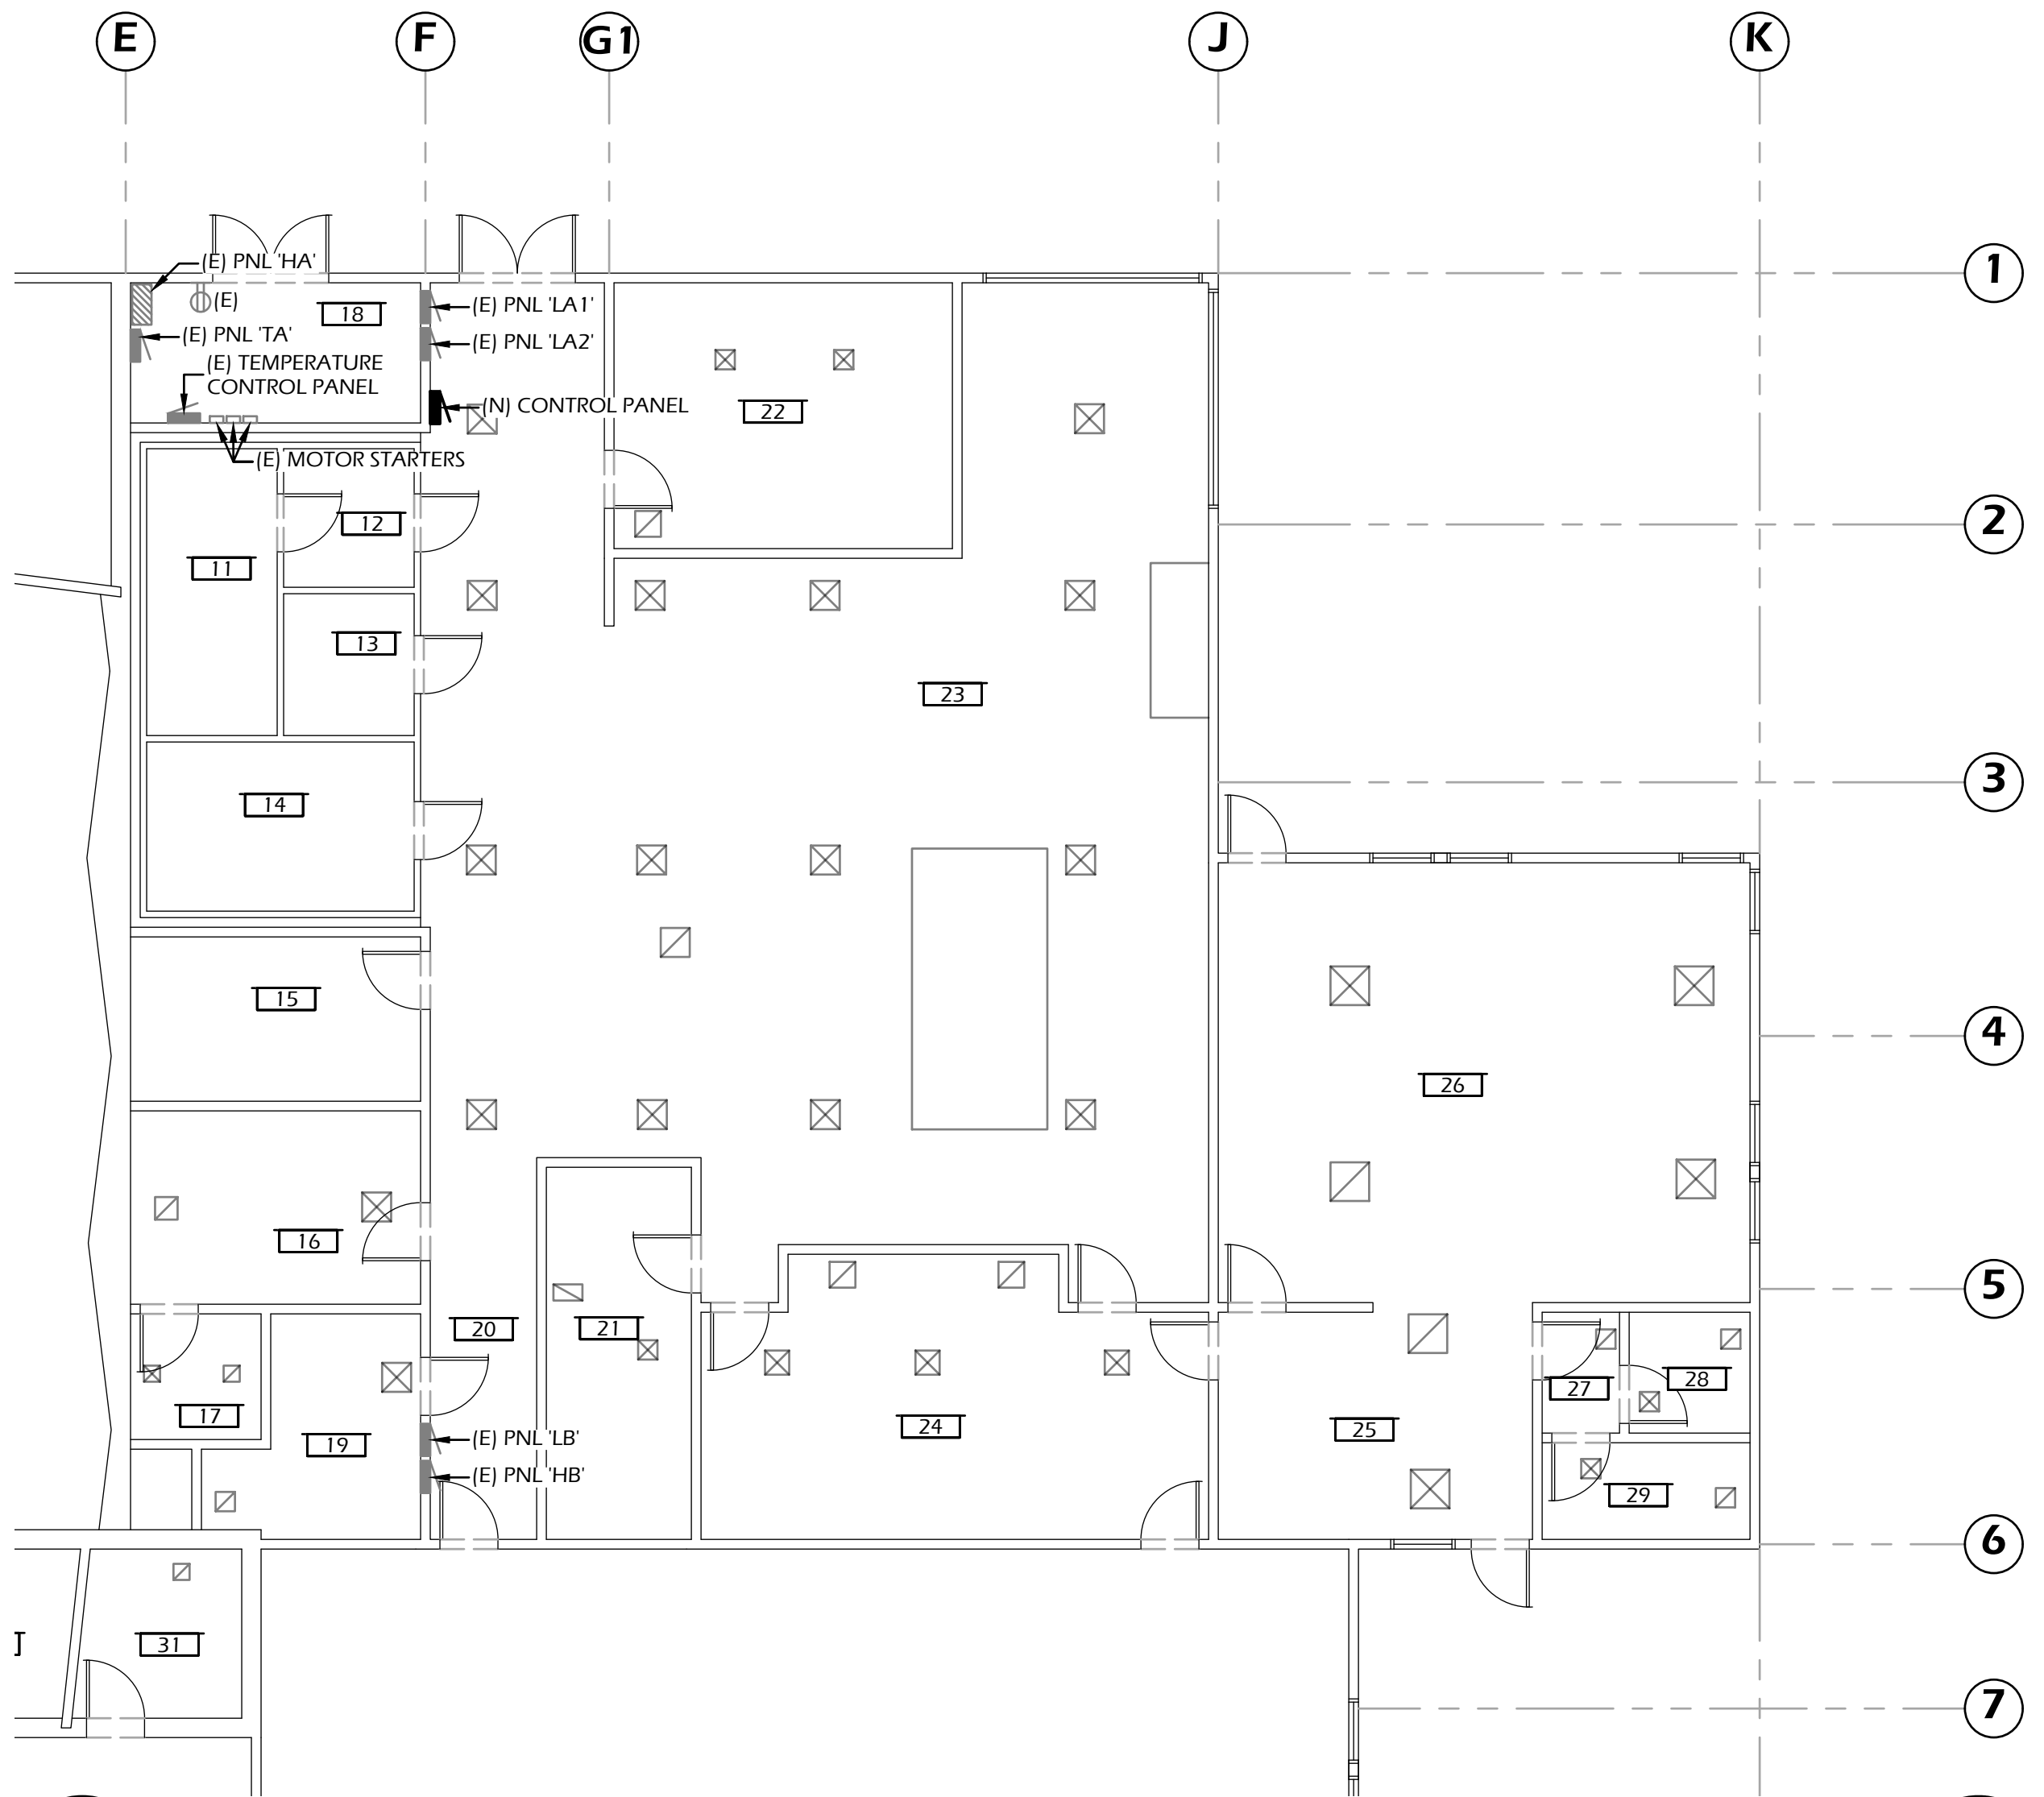 E
F
G1
J
K
(E) PNL 'HA'
1
(E)
18
(E) PNL 'LA1'
(E) PNL 'TA'
(E) PNL 'LA2'
(E) TEMPERATURE
CONTROL PANEL
(N) CONTROL PANEL
22
(E) MOTOR STARTERS
12
2
11
13
23
3
14
15
4
26
16
5
20
21
27
28
17
24
25
19
(E) PNL 'LB'
(E) PNL 'HB'
29
6
31
7